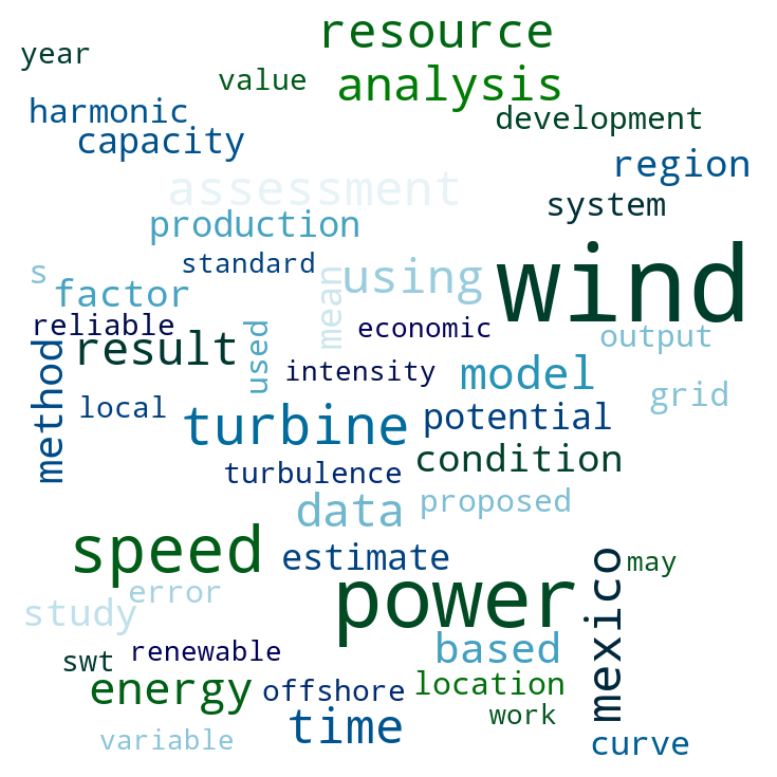 resource
year
value
analysis
harmonic
development
capacity
region
assessment
system
production
standard
s
factor
using
wind
mean
reliable
economic
output
result
used
intensity
model
method
local
grid
turbine
potential
condition
turbulence
data
proposed
speed
estimate
mexico
may
error
power
study
renewable
based
swt
energy
offshore
location
time
work
variable
curve